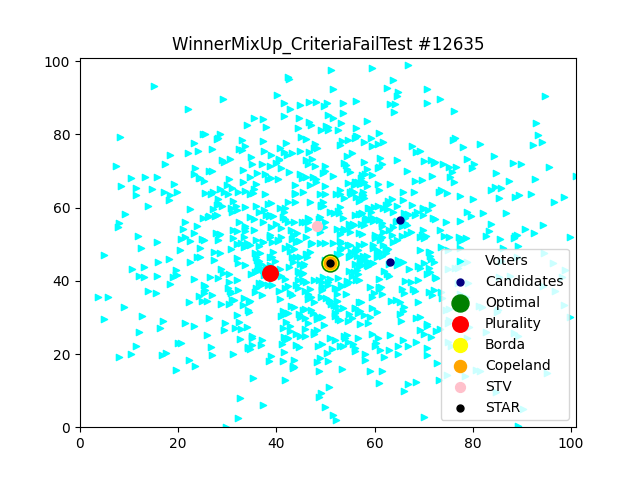 WinnerMixUp_CriteriaFailTest #12635
100
80
60
40
20
0
0
20
40
60
80
100
Voters
Candidates
Optimal
Plurality
Borda
Copeland
STV
STAR